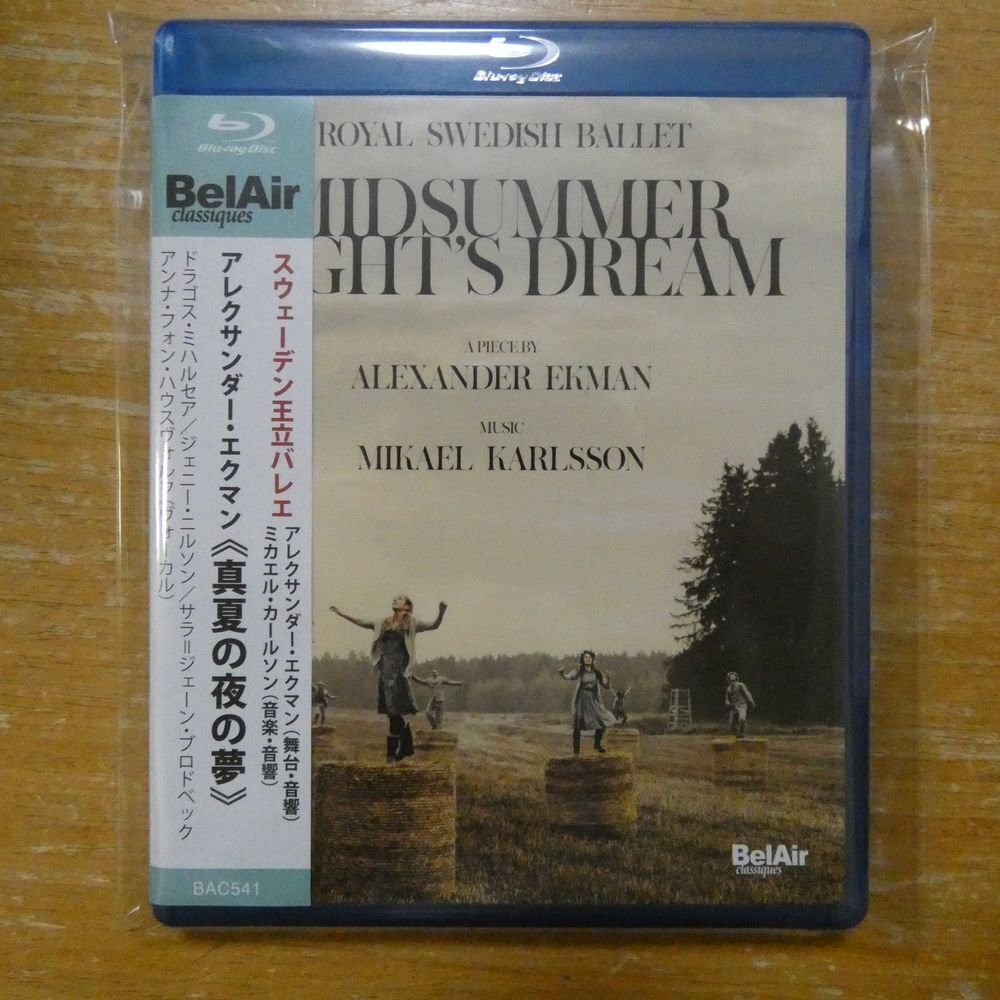 Blu-ray Disc
Blu-ray Disc
BelAir
classiques
スウェーデン王立バレエ
アレクサンダー・エクマン(舞台・音響)
ミカエル・カールソン(音楽・音響)
アレクサンダー・エクマン《真夏の夜の夢》
ドラゴス・ミハルセア/ジェニー・ニルソン/サラ=ジェーン・ブロドベック
アンナ・フォン・ハウスヴォルフ(ヴォーカル)
BAC541
ROYAL SWEDISH BALLET
MIDSUMMER
GHT'S DREAM
A PIECE BY
ALEXANDER EKMAN
MUSIC
MIKAEL KARLSSON
BelAir
classiques